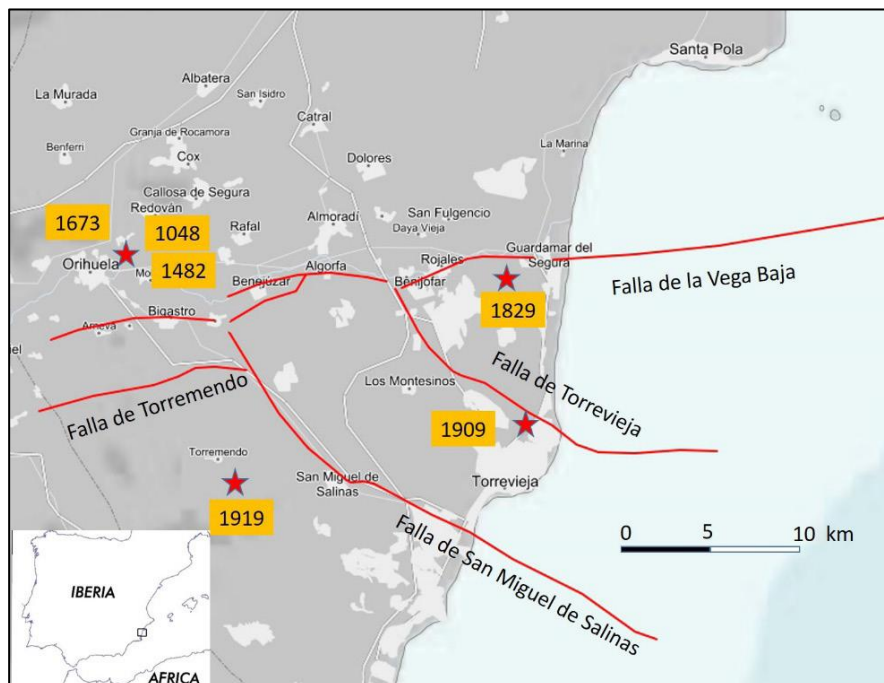 Santa Pola
Albatera
La Murada
San Isidro
Catral
Granja de Rocamora
La Marina
Benferri
Cox
Dolores
Callosa de Segura
Redován
1673
1048
Rafal
Almoradí
San Fulgencio
Daya Vieja
Orihuela
1482
Guardamar del
Segura
Rojales
Algorfa
Benejúzar
Benijofar
Falla de la Vega Baja
1829
Bigastro
Falla de Torrevieja
Los Montesinos
Falla de Torremendo
1909
Torremendo
San Miguel de
Salinas
Torrevieja
1919
Falla de San Miguel de Salinas
0 5 10 km
IBERIA
AFRICA